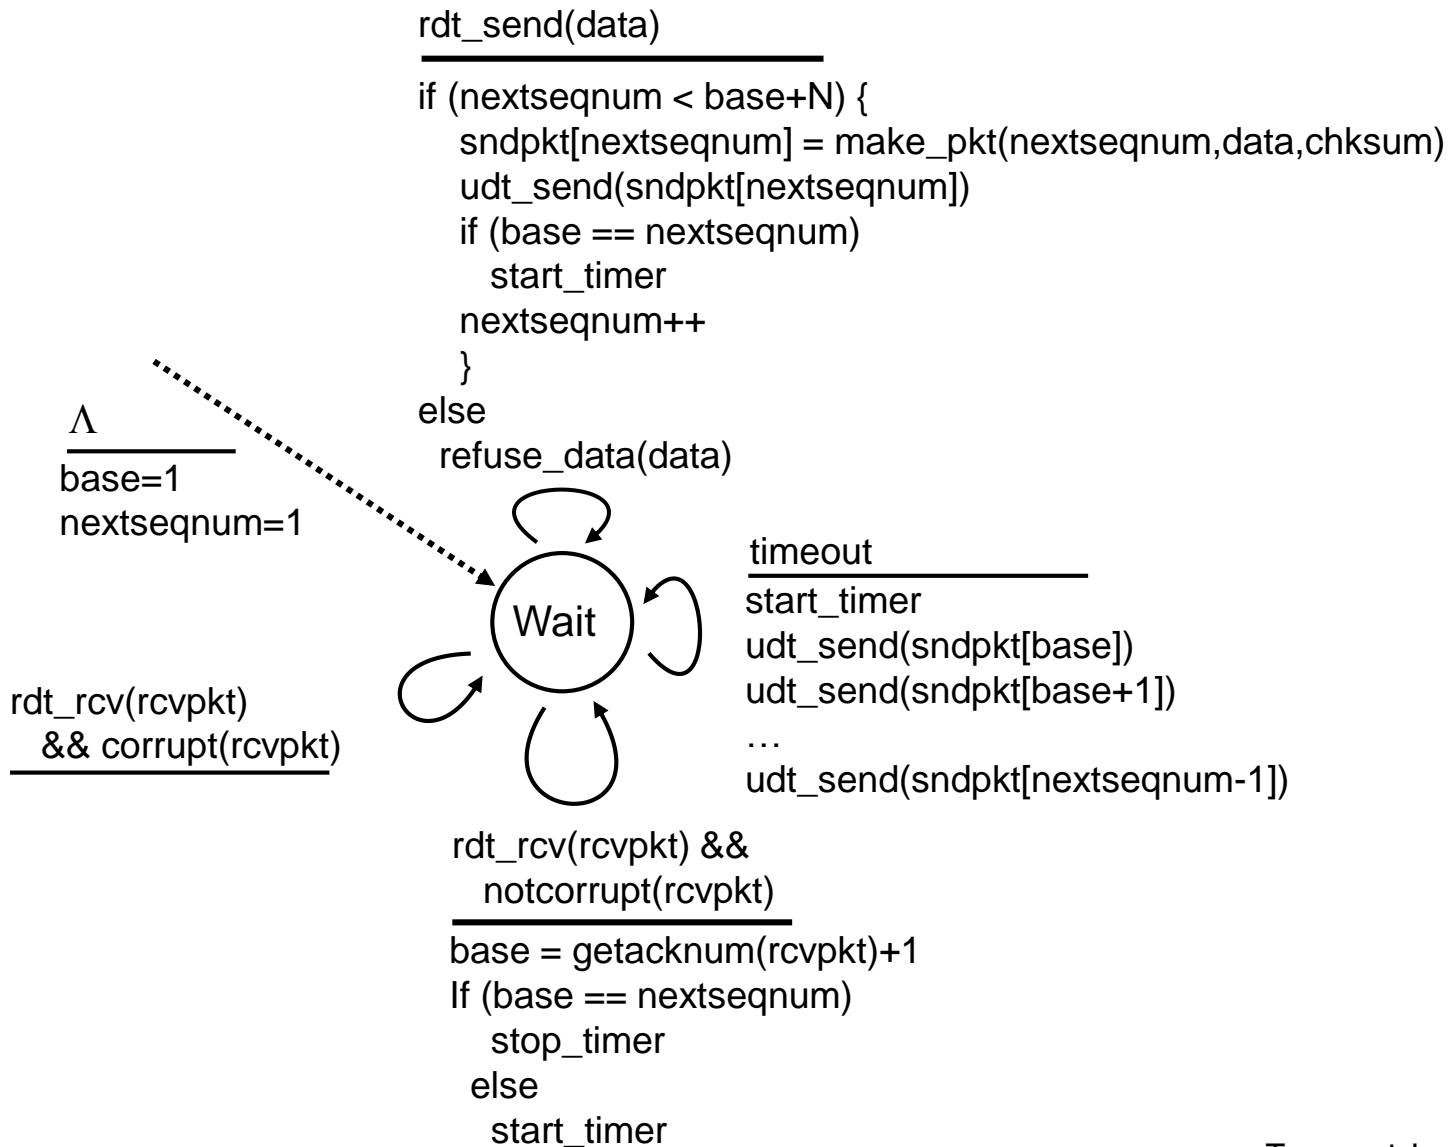 rdt_send(data)
if (nextseqnum < base+N) {
sndpkt[nextseqnum] = make_pkt(nextseqnum,data,chksum)
udt_send(sndpkt[nextseqnum])
if (base == nextseqnum)
start_timer
nextseqnum++
}
else
refuse_data(data)
Λ
base=1
nextseqnum=1
Wait
timeout
start_timer
udt_send(sndpkt[base])
udt_send(sndpkt[base+1])
…
udt_send(sndpkt[nextseqnum-1])
rdt_rcv(rcvpkt)
&& corrupt(rcvpkt)
rdt_rcv(rcvpkt) &&
notcorrupt(rcvpkt)
base = getacknum(rcvpkt)+1
If (base == nextseqnum)
stop_timer
else
start_timer